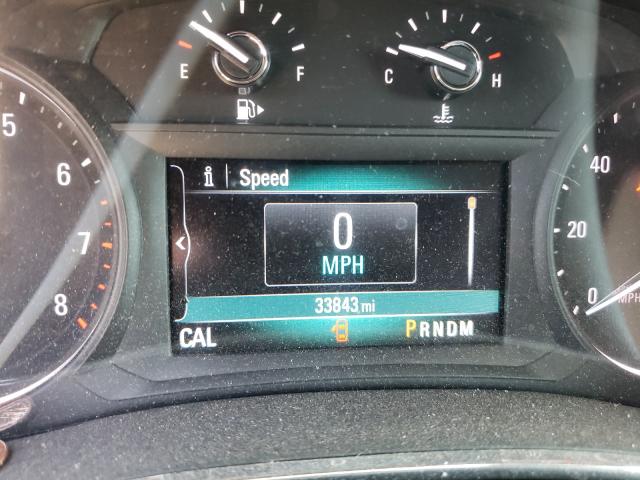 E F
C H
5
6
7
8
i Speed
0
MPH
33843 mi
CAL
PRNDM
40
20
0
MPH